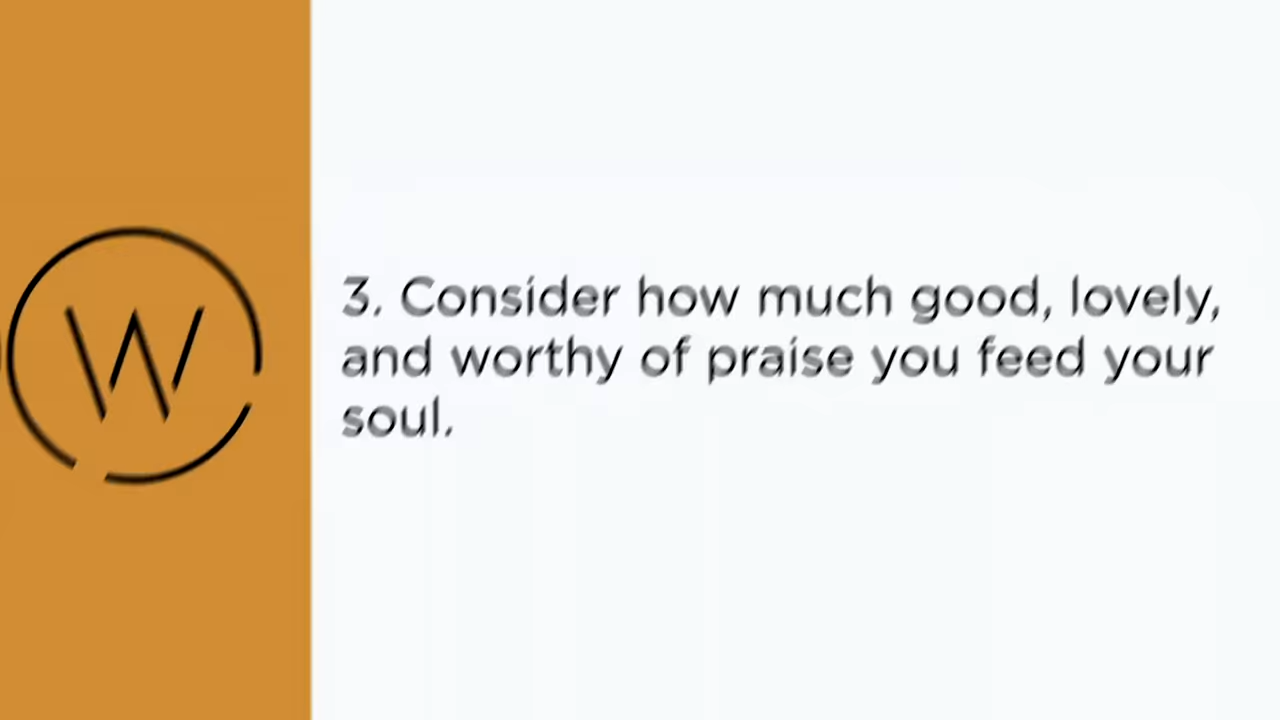 W
3. Consider how much good, lovely,
and worthy of praise you feed your
soul.